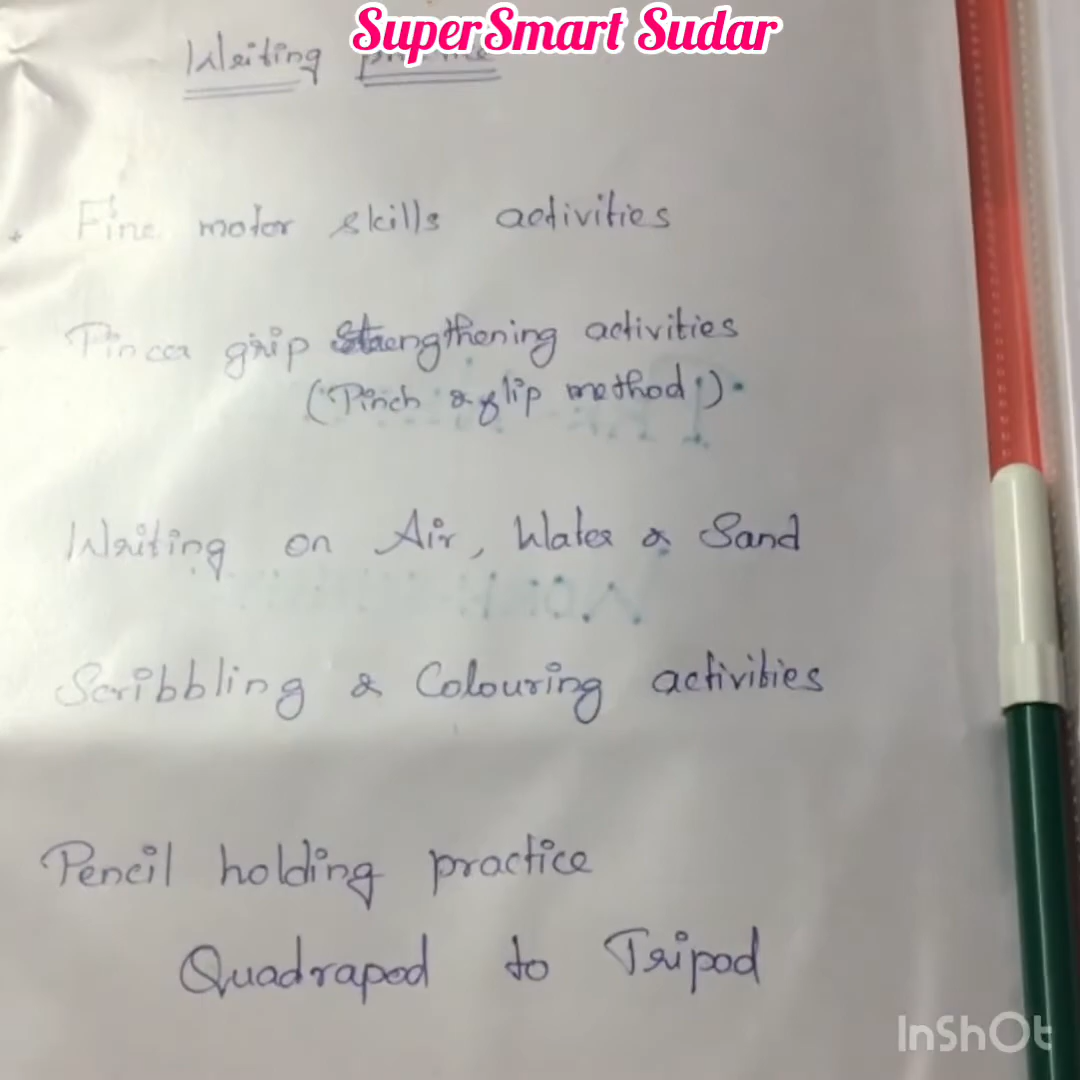 SuperSmart Sudar
Writing
Fine motor skills activities
Pincer grip Strengthening activities
(Pinch & flip method)
Writing on Air, Water & Sand
Scribbling & Colouring activities
Pencil holding practice
Quadrapod to Tripod
InShOt